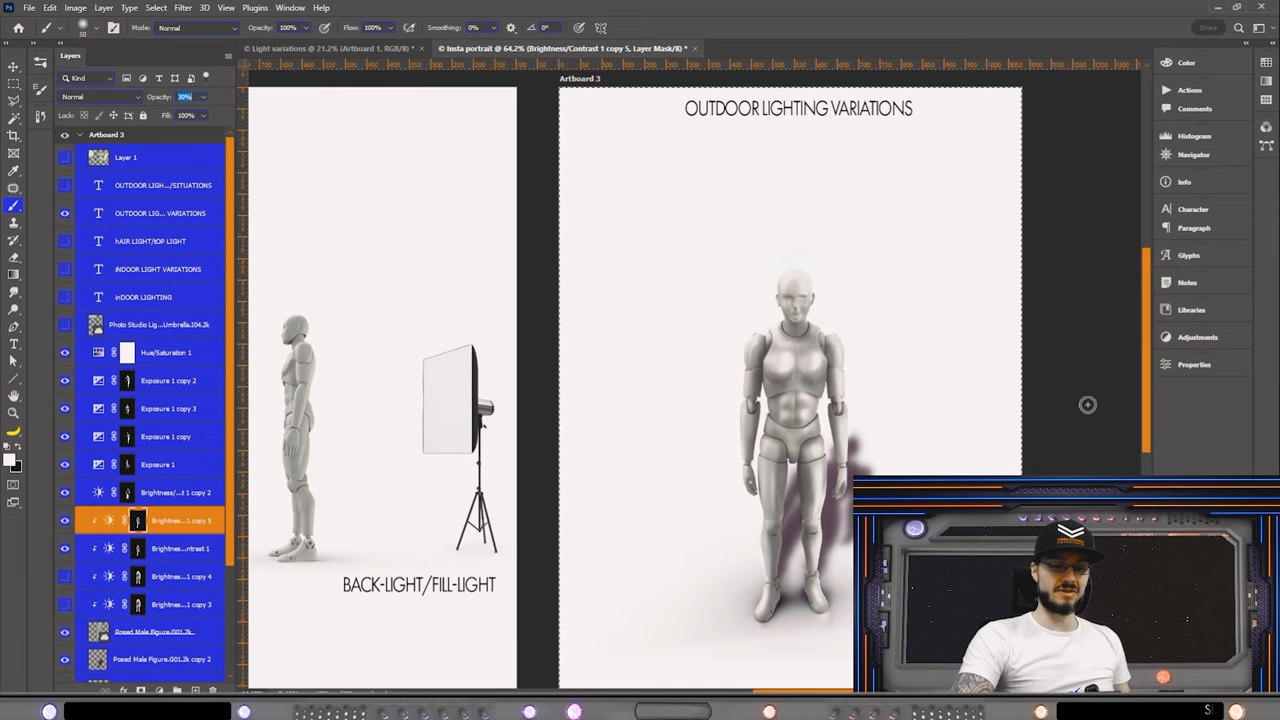 Ps File Edit Image Layer Type Select Filter 3D View Plugins Window Help
50 Mode: Normal Opacity: 100% Flow: 100% Smoothing: 0% 0° Share
© Light variations @ 21.2% (Artboard 1, RGB/8) * × © Insta portrait @ 64.2% (Brightness/Contrast 1 copy 5, Layer Mask/8) * ×
Layers
Kind
Normal Opacity: 30%
Lock: Fill: 100%
Artboard 3
Layer 1
T OUTDOOR LIGH.../SITUATIONS
T OUTDOOR LIG... VARIATIONS
T hAIR LIGHT/tOP LIGHT
T iNDOOR LIGHT VARIATIONS
T inDOOR LIGHTING
Photo Studio Lig...Umbrella.I04.2k
Hue/Saturation 1
Exposure 1 copy 2
Exposure 1 copy 3
Exposure 1 copy
Exposure 1
Brightness/...t 1 copy 2
Brightnes...1 copy 5
Brightnes...ntrast 1
Brightnes...1 copy 4
Brightnes...1 copy 3
Posed Male Figure.G01.2k
Posed Male Figure.G01.2k copy 2
Artboard 3
OUTDOOR LIGHTING VARIATIONS
BACK-LIGHT/FILL-LIGHT
Color
Actions
Comments
Histogram
Navigator
Info
Character
Paragraph
Glyphs
Notes
Libraries
Adjustments
Properties